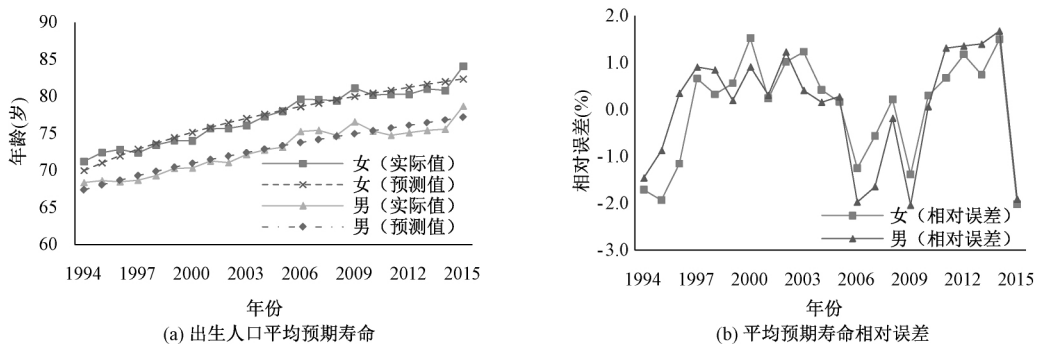 90
85
80
75
70
65
60
年龄(岁)
女（实际值）
女（预测值）
男（实际值）
男（预测值）
1994 1997 2000 2003 2006 2009 2012 2015
年份
(a) 出生人口平均预期寿命
2.0
1.0
0.0
-1.0
-2.0
-3.0
相对误差(%)
女（相对误差）
男（相对误差）
1994 1997 2000 2003 2006 2009 2012 2015
年份
(b) 平均预期寿命相对误差